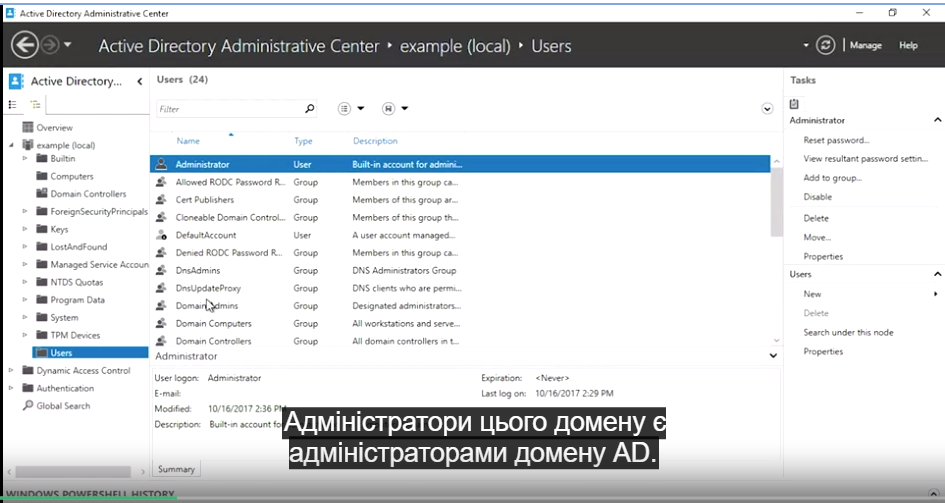 Active Directory Administrative Center
Active Directory Administrative Center • example (local) • Users
Manage
Help
Active Directory...
Overview
example (local)
Builtin
Computers
Domain Controllers
ForeignSecurityPrincipals
Keys
LostAndFound
Managed Service Accoun
NTDS Quotas
Program Data
System
TPM Devices
Users
Dynamic Access Control
Authentication
Global Search
Users (24)
Filter
Name Type Description
Administrator User Built-in account for admini...
Allowed RODC Password R... Group Members in this group ca...
Cert Publishers Group Members of this group ar...
Cloneable Domain Control... Group Members of this group th...
DefaultAccount User A user account managed...
Denied RODC Password R... Group Members in this group ca...
DnsAdmins Group DNS Administrators Group
DnsUpdateProxy Group DNS clients who are permi...
Domain Admins Group Designated administrators...
Domain Computers Group All workstations and serve...
Domain Controllers Group All domain controllers in t...
Administrator
User logon: Administrator Expiration: <Never>
E-mail: Last log on: 10/16/2017 2:29 PM
Modified: 10/16/2017 2:36 PM
Description: Built-in account for
Summary
Tasks
Administrator
Reset password...
View resultant password settin...
Add to group...
Disable
Delete
Move...
Properties
Users
New
Delete
Search under this node
Properties
Адміністратори цього домену є
адміністраторами домену AD.
WINDOWS POWERSHELL HISTORY